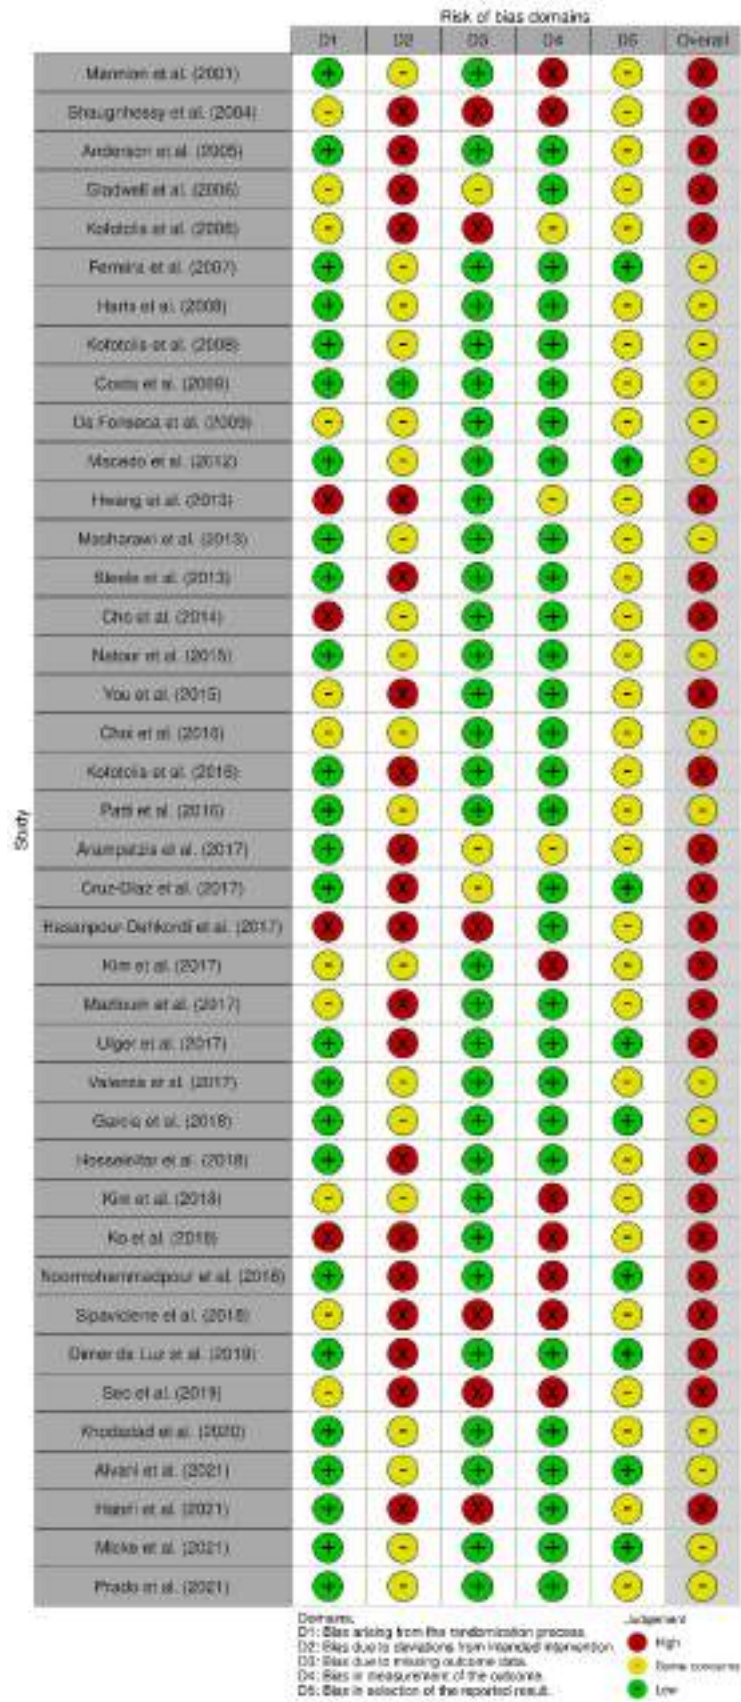 Risk of bias domains
D1 D2 D3 D4 D5 Overall
Mannion et al. (2001)
Shaughnessy et al. (2004)
Anderson et al. (2005)
Gladwell et al. (2006)
Kofotolis et al. (2006)
Ferreira et al. (2007)
Harts et al. (2008)
Kofotolis et al. (2008)
Costa et al. (2009)
Da Fonseca et al. (2009)
Macedo et al. (2012)
Hwang et al. (2013)
Masharawi et al. (2013)
Steele et al. (2013)
Cho et al. (2014)
Natour et al. (2015)
You et al. (2015)
et al. (2016)
Kofotolis et al. (2016)
Patti et al. (2016)
Arampatzis et al. (2017)
Cruz-Díaz et al. (2017)
Hasanpour-Dehkordi et al. (2017)
Kim et al. (2017)
Mazloum et al. (2017)
Ulger et al. (2017)
Valenza et al. (2017)
Garcia et al. (2018)
Hosseinifar et al. (2018)
Kim et al. (2018)
Ko et al. (2018)
Noormohammadpour et al. (2018)
Sipaviciene et al. (2018)
Dener da Luz et al. (2019)
Seo et al. (2019)
Khodadad et al. (2020)
Alvani et al. (2021)
et al. (2021)
Micke et al. (2021)
Prado et al. (2021)
Study
Domains:
D1: Bias arising from the randomization process.
D2: Bias due to deviations from intended intervention.
D3: Bias due to missing outcome data.
D4: Bias in measurement of the outcome.
D5: Bias in selection of the reported result.
Judgement
High
Some concerns
Low